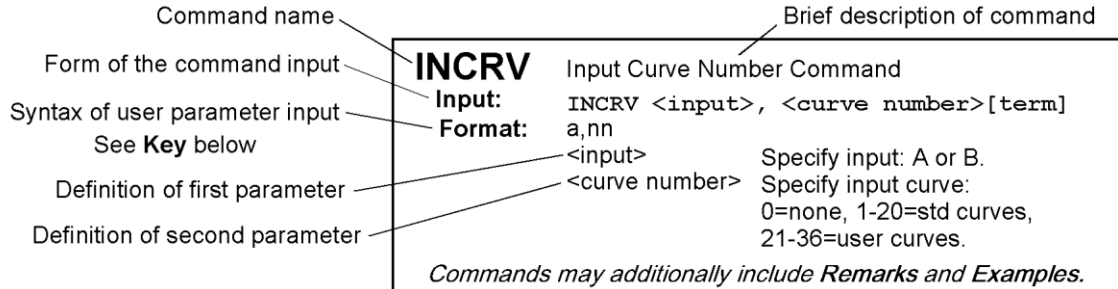 Command name
Brief description of command
Form of the command input
INCRV Input Curve Number Command
Input: INCRV <input>, <curve number>[term]
Syntax of user parameter input
Format: a,nn
See Key below
<input> Specify input: A or B.
Definition of first parameter
<curve number> Specify input curve:
0=none, 1-20=std curves,
Definition of second parameter
21-36=user curves.
Commands may additionally include Remarks and Examples.